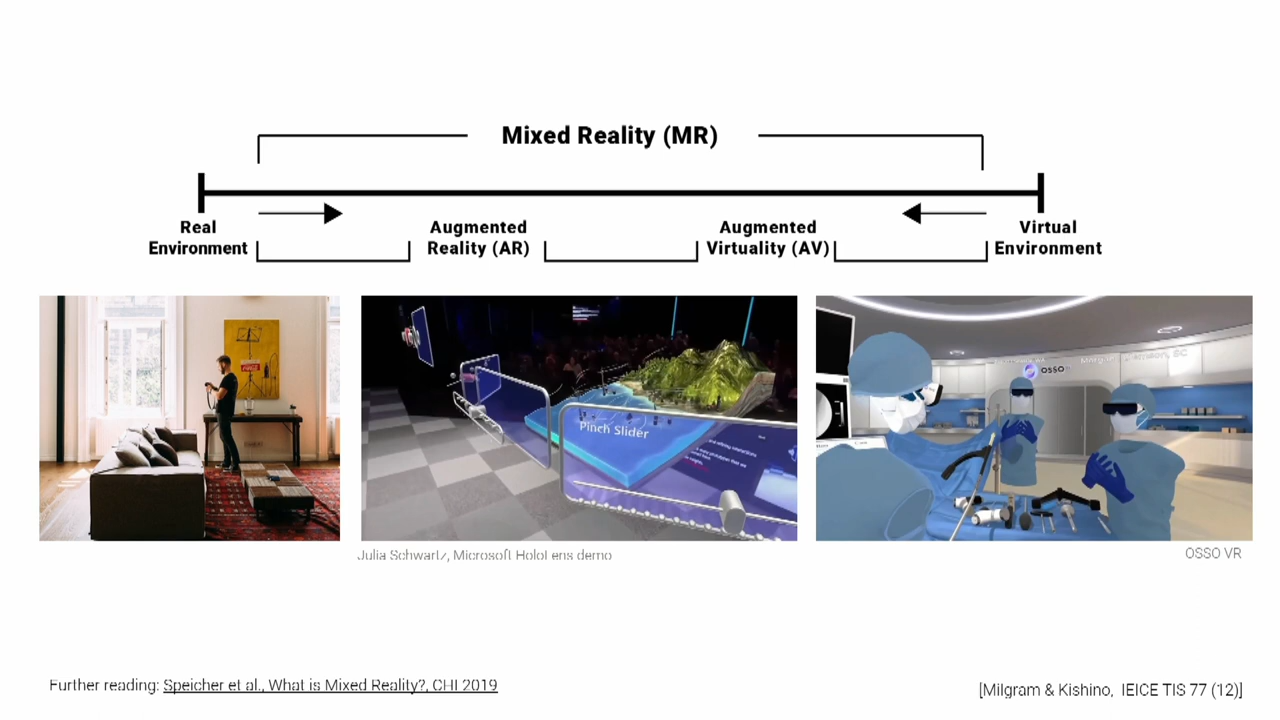 Mixed Reality (MR)
Real
Environment
Augmented
Reality (AR)
Augmented
Virtuality (AV)
Virtual
Environment
Pinch Slider
OSSO
Julia Schwartz, Microsoft HoloLens demo
OSSO VR
Further reading: Speicher et al., What is Mixed Reality?, CHI 2019
[Milgram & Kishino, IEICE TIS 77 (12)]